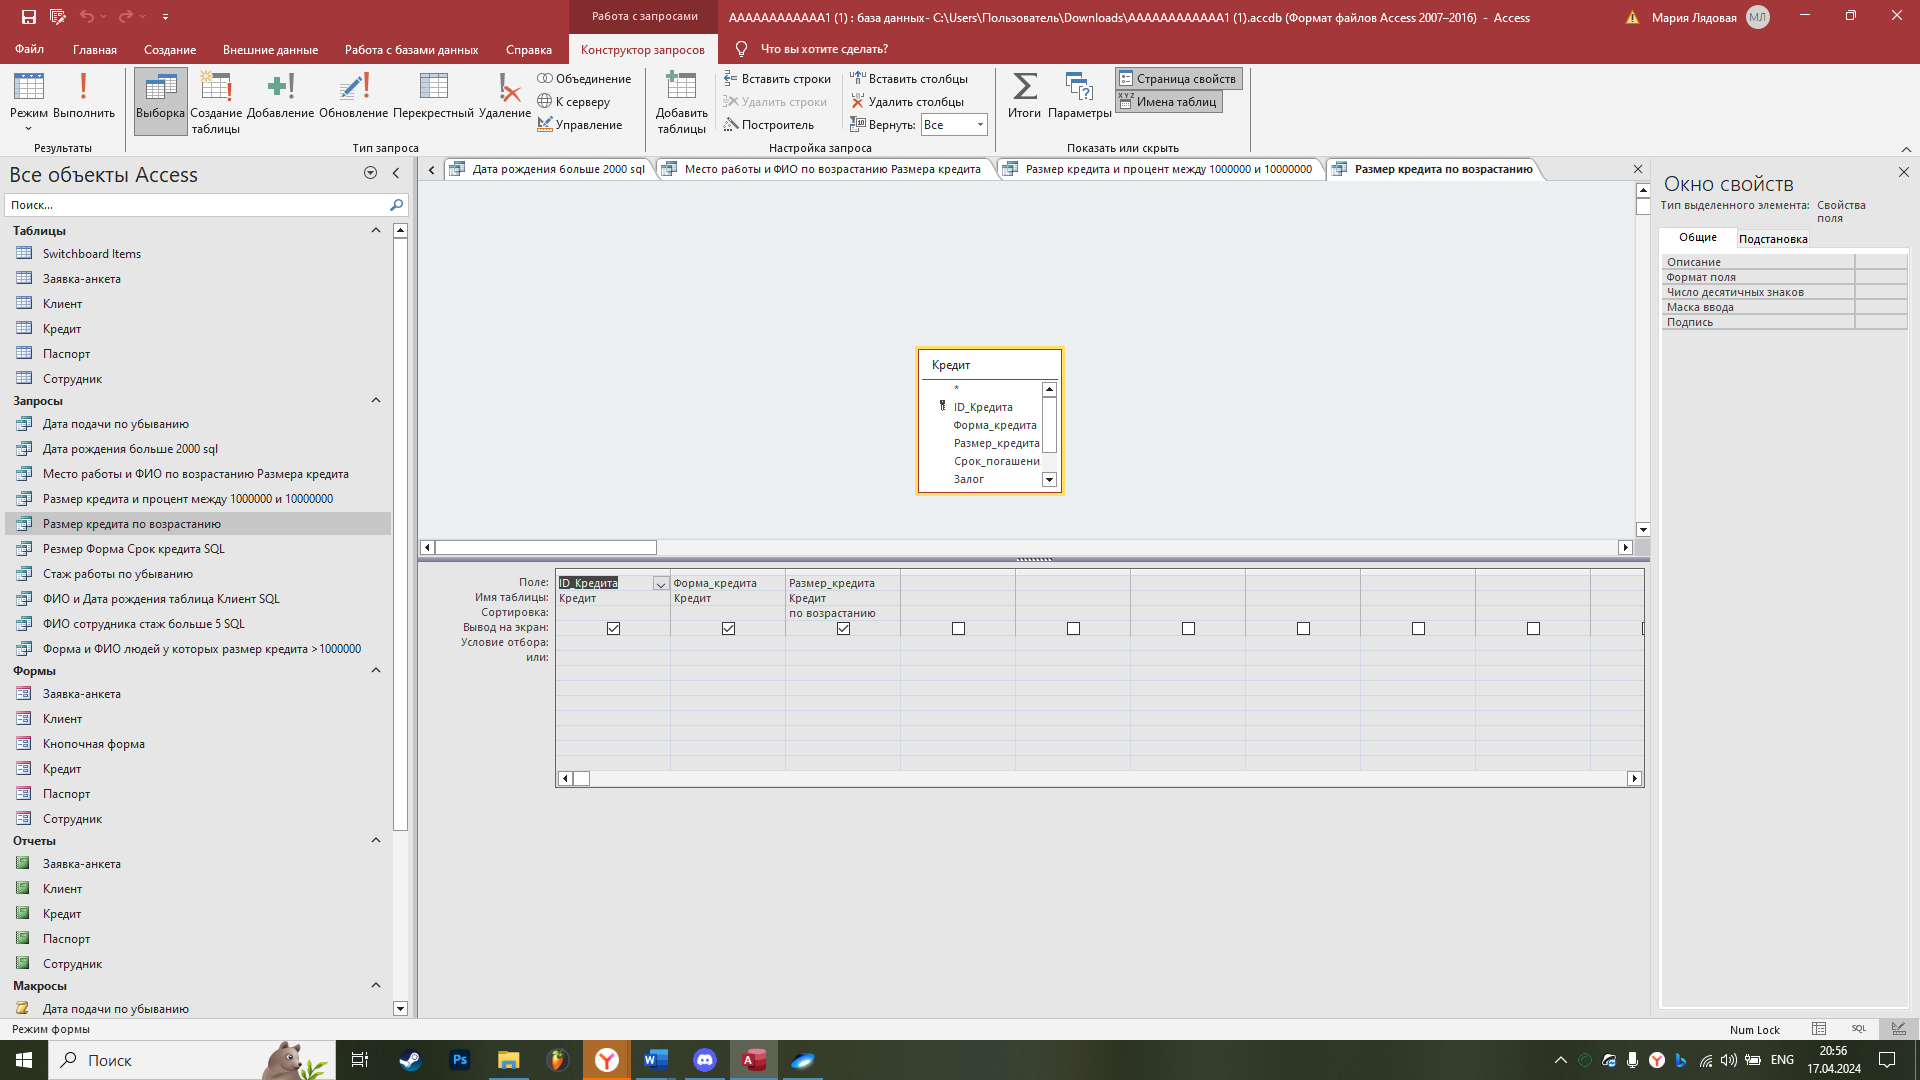 Работа с запросами
АААААААААААА1 (1) : база данных- C:\Users\Пользователь\Downloads\АААААААААААА1 (1).accdb (Формат файлов Access 2007–2016) - Access
Мария Лядовая
МЛ
Файл
Главная
Создание
Внешние данные
Работа с базами данных
Справка
Конструктор запросов
Что вы хотите сделать?
Режим
Выполнить
Результаты
Выборка
Создание таблицы
Добавление
Обновление
Перекрестный
Удаление
Объединение
К серверу
Управление
Тип запроса
Добавить таблицы
Вставить строки
Удалить строки
Построитель
Вставить столбцы
Удалить столбцы
Вернуть: Все
Настройка запроса
Итоги
Параметры
Страница свойств
XYZ Имена таблиц
Показать или скрыть
Все объекты Access
Поиск...
Таблицы
Switchboard Items
Заявка-анкета
Клиент
Кредит
Паспорт
Сотрудник
Запросы
Дата подачи по убыванию
Дата рождения больше 2000 sql
Место работы и ФИО по возрастанию Размера кредита
Размер кредита и процент между 1000000 и 10000000
Размер кредита по возрастанию
Резмер Форма Срок кредита SQL
Стаж работы по убыванию
ФИО и Дата рождения таблица Клиент SQL
ФИО сотрудника стаж больше 5 SQL
Форма и ФИО людей у которых размер кредита >1000000
Формы
Заявка-анкета
Клиент
Кнопочная форма
Кредит
Паспорт
Сотрудник
Отчеты
Заявка-анкета
Клиент
Кредит
Паспорт
Сотрудник
Макросы
Дата подачи по убыванию
Дата рождения больше 2000 sql
Место работы и ФИО по возрастанию Размера кредита
Размер кредита и процент между 1000000 и 10000000
Размер кредита по возрастанию
Кредит
*
ID_Кредита
Форма_кредита
Размер_кредита
Срок_погашени
Залог
Поле: ID_Кредита Форма_кредита Размер_кредита
Имя таблицы: Кредит Кредит Кредит
Сортировка: по возрастанию
Вывод на экран:
Условие отбора:
или:
Окно свойств
Тип выделенного элемента: Свойства поля
Общие
Подстановка
Описание
Формат поля
Число десятичных знаков
Маска ввода
Подпись
Режим формы
Num Lock
SQL
Поиск
ENG
20:56
17.04.2024